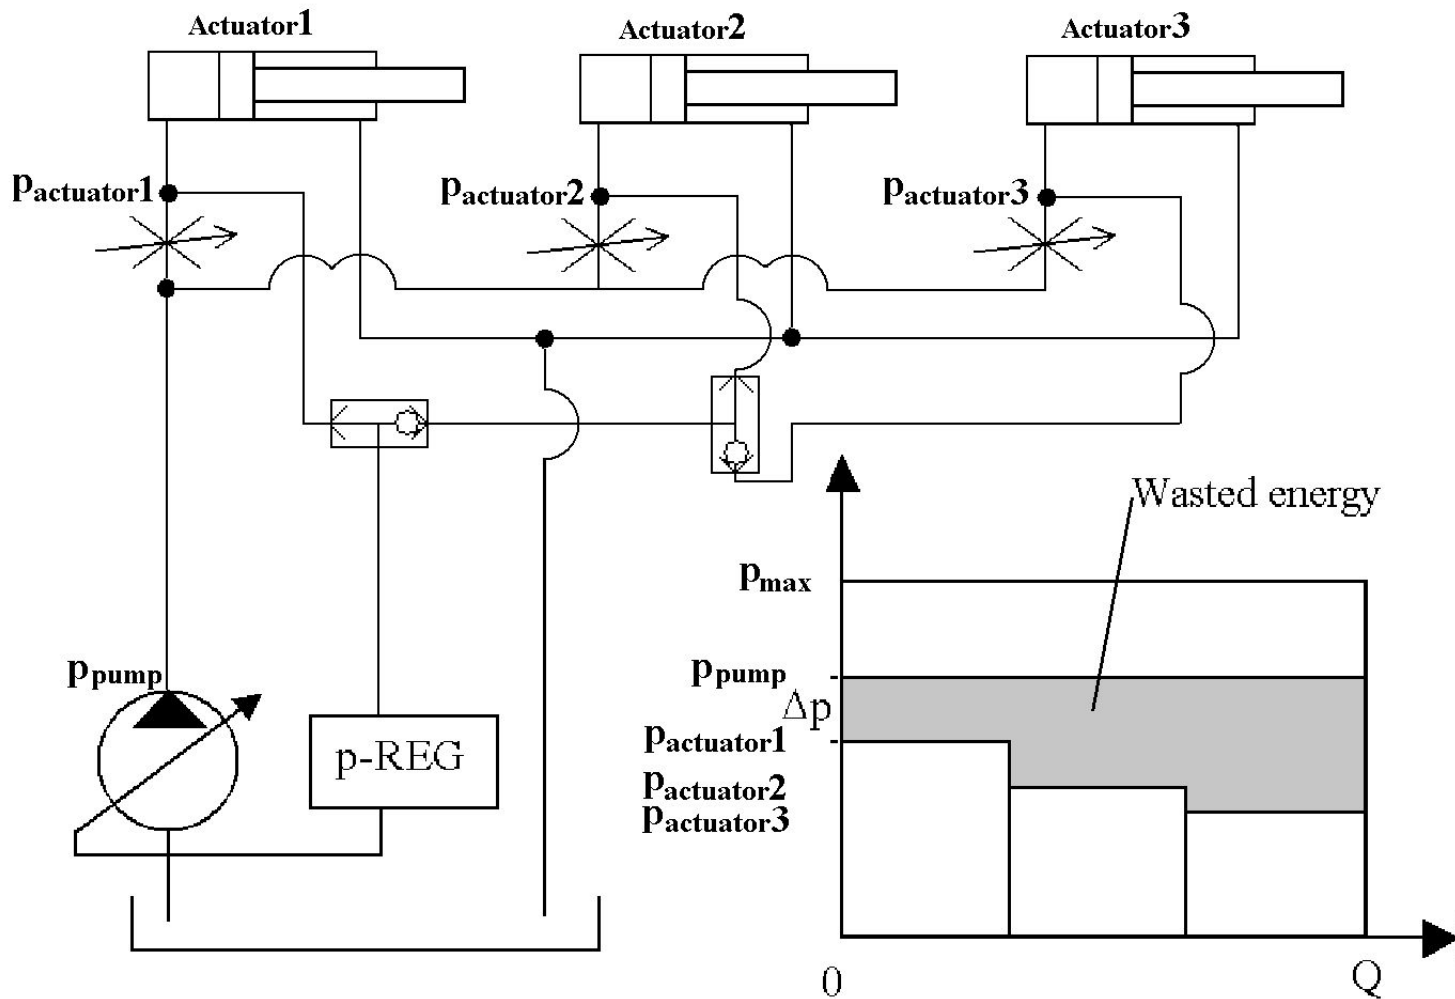 Actuator1
Actuator2
Actuator3
pactuator1
pactuator2
pactuator3
Wasted energy
pmax
ppump
ppump
Δp
pactuator1
p-REG
pactuator2
pactuator3
0
Q